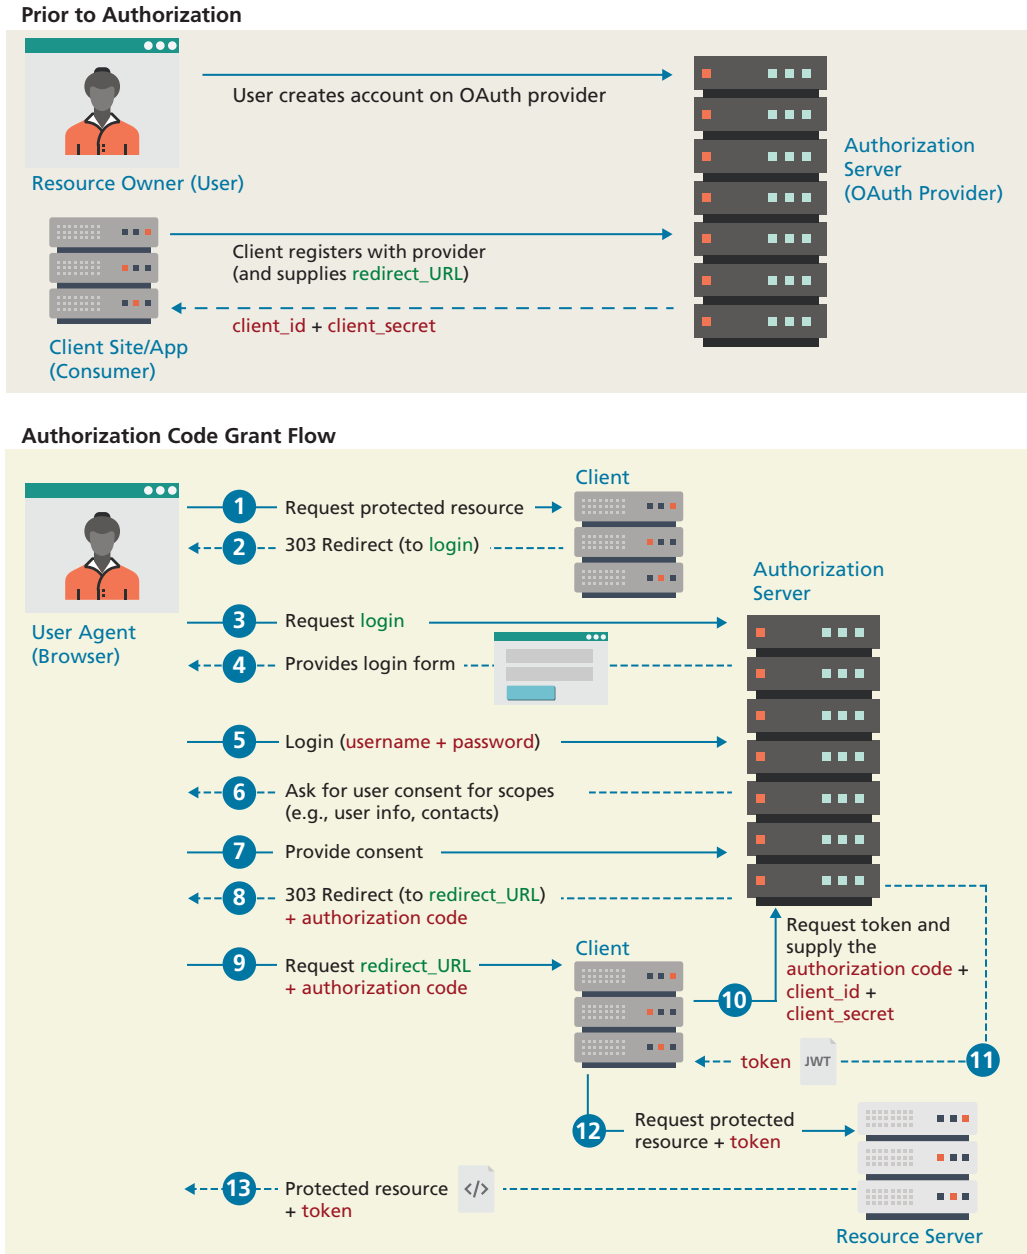 Prior to Authorization
User creates account on OAuth provider
Resource Owner (User)
Authorization
Server
(OAuth Provider)
Client registers with provider
(and supplies redirect_URL)
client_id + client_secret
Client Site/App
(Consumer)
Authorization Code Grant Flow
Client
1 Request protected resource
2 303 Redirect (to login)
User Agent
(Browser)
Authorization
Server
3 Request login
4 Provides login form
5 Login (username + password)
6 Ask for user consent for scopes
(e.g., user info, contacts)
7 Provide consent
8 303 Redirect (to redirect_URL)
+ authorization code
9 Request redirect_URL
+ authorization code
Client
10
Request token and
supply the
authorization code +
client_id +
client_secret
token JWT 11
12 Request protected
resource + token
13 Protected resource </>
+ token
Resource Server